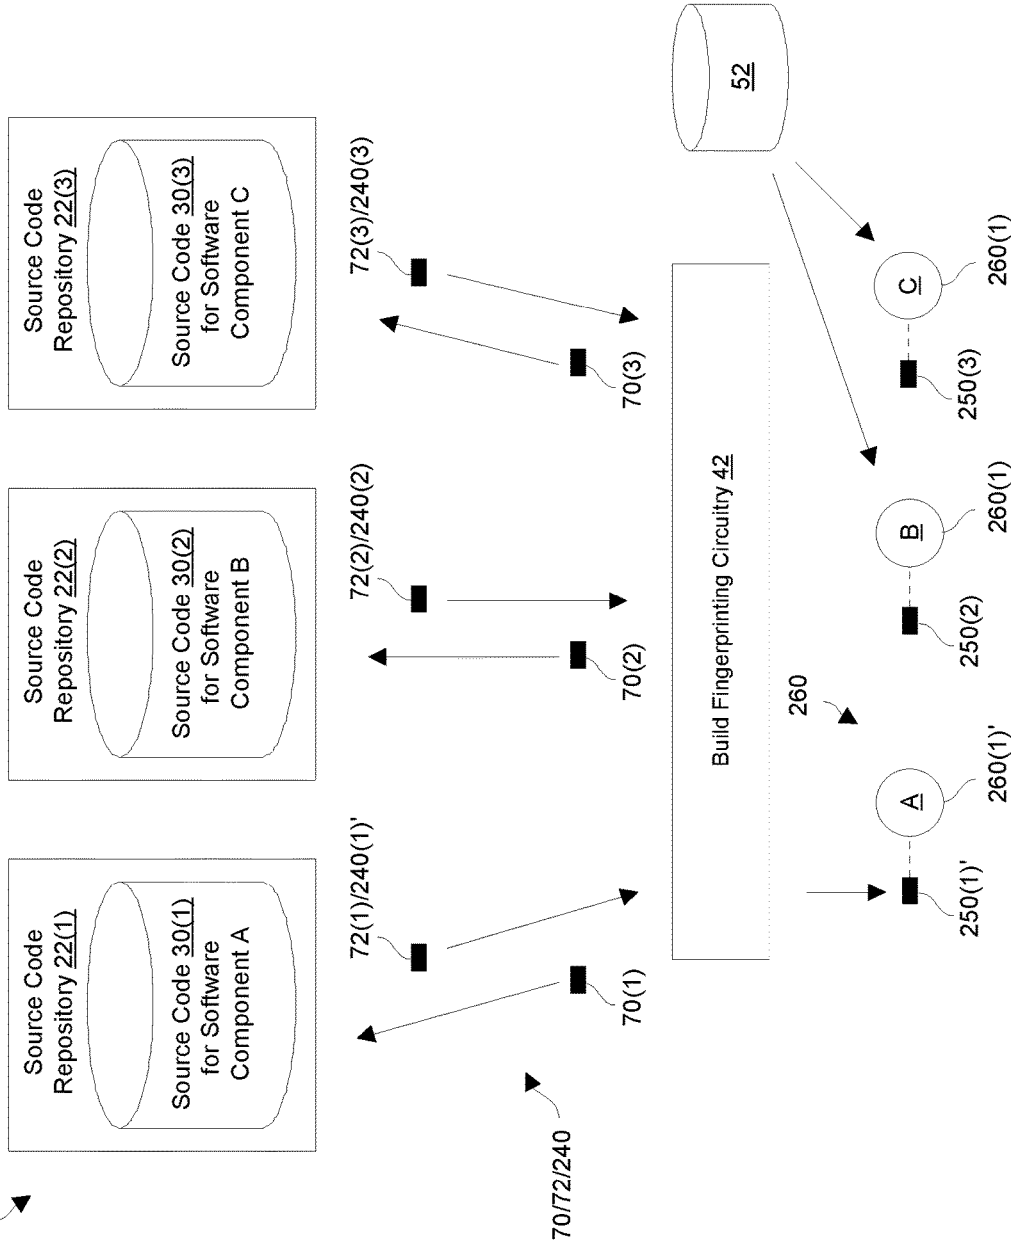 Source Code
Repository 22(1)
Source Code 30(1)
for Software
Component A
Source Code
Repository 22(2)
Source Code 30(2)
for Software
Component B
Source Code
Repository 22(3)
Source Code 30(3)
for Software
Component C
72(1)/240(1)'
72(2)/240(2)
72(3)/240(3)
70(1)
70(2)
70(3)
70/72/240
Build Fingerprinting Circuitry 42
52
260
A
B
C
250(1)'
260(1)'
250(2)
260(1)
250(3)
260(1)